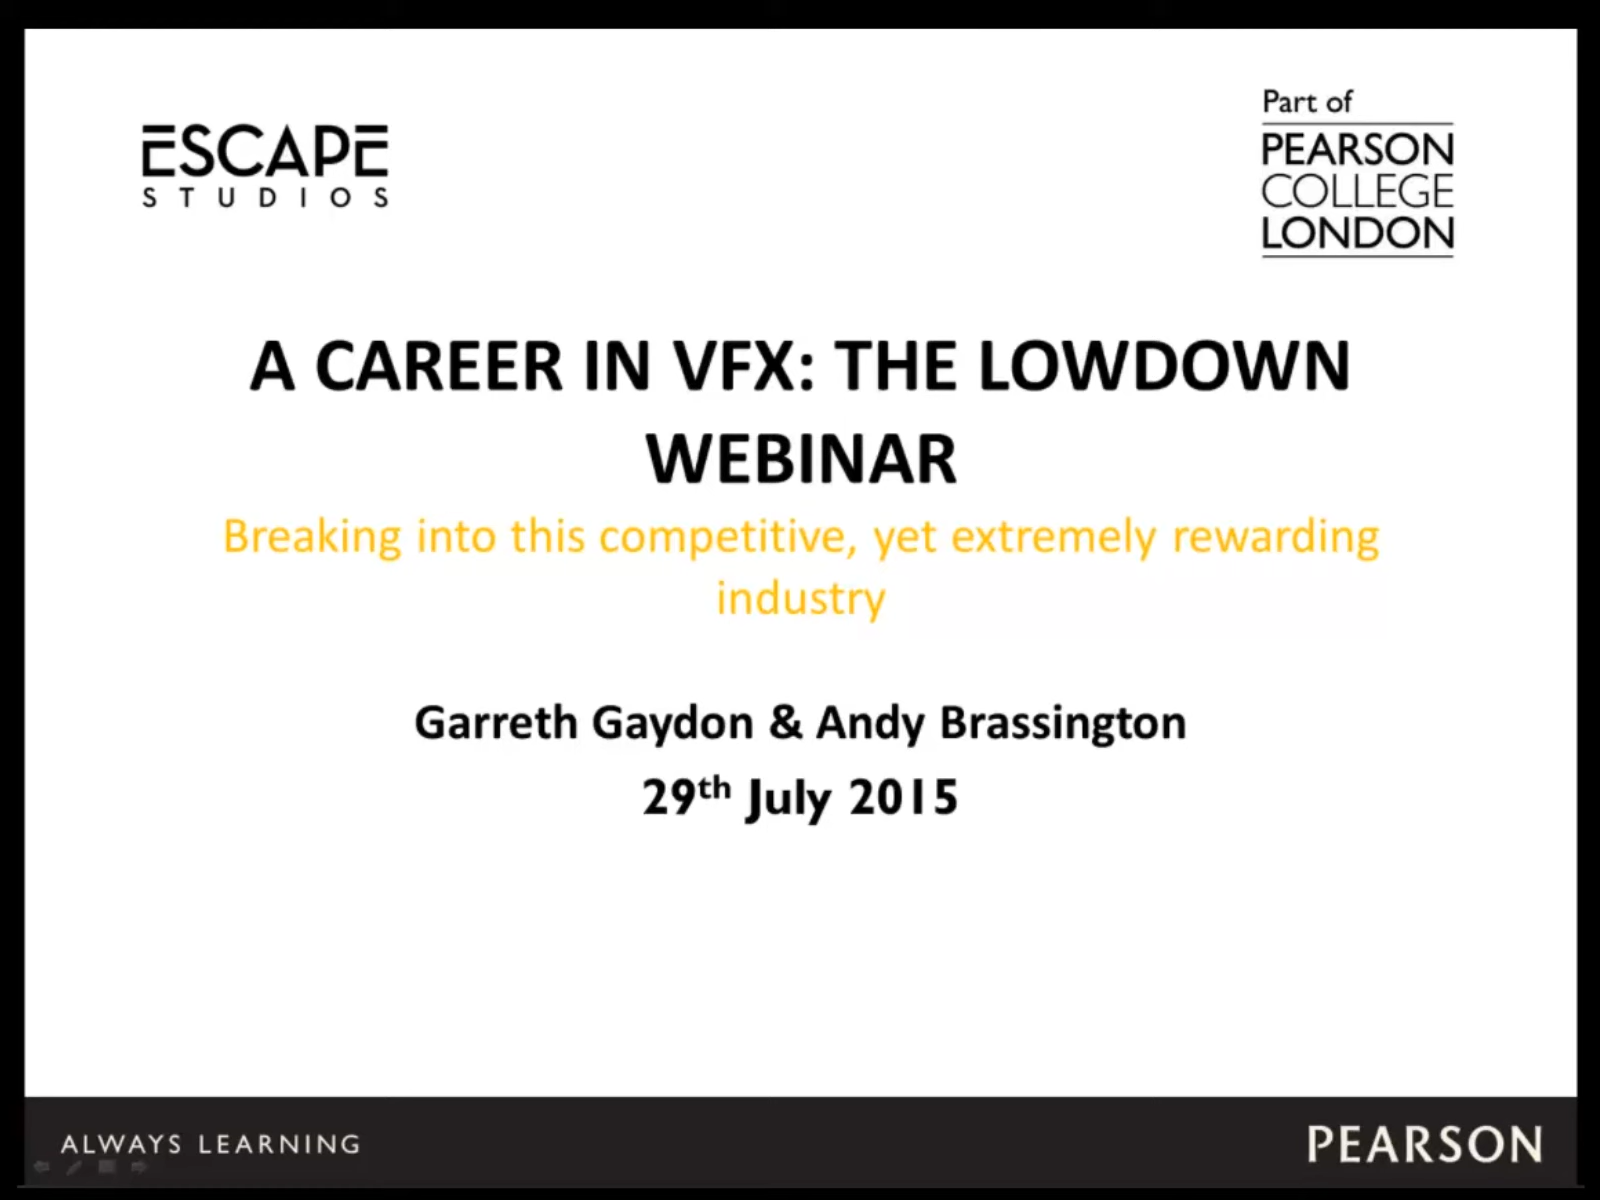 ESCAPE
STUDIOS
Part of
PEARSON
COLLEGE
LONDON
A CAREER IN VFX: THE LOWDOWN
WEBINAR
Breaking into this competitive, yet extremely rewarding
industry
Garreth Gaydon & Andy Brassington
29th July 2015
ALWAYS LEARNING
PEARSON